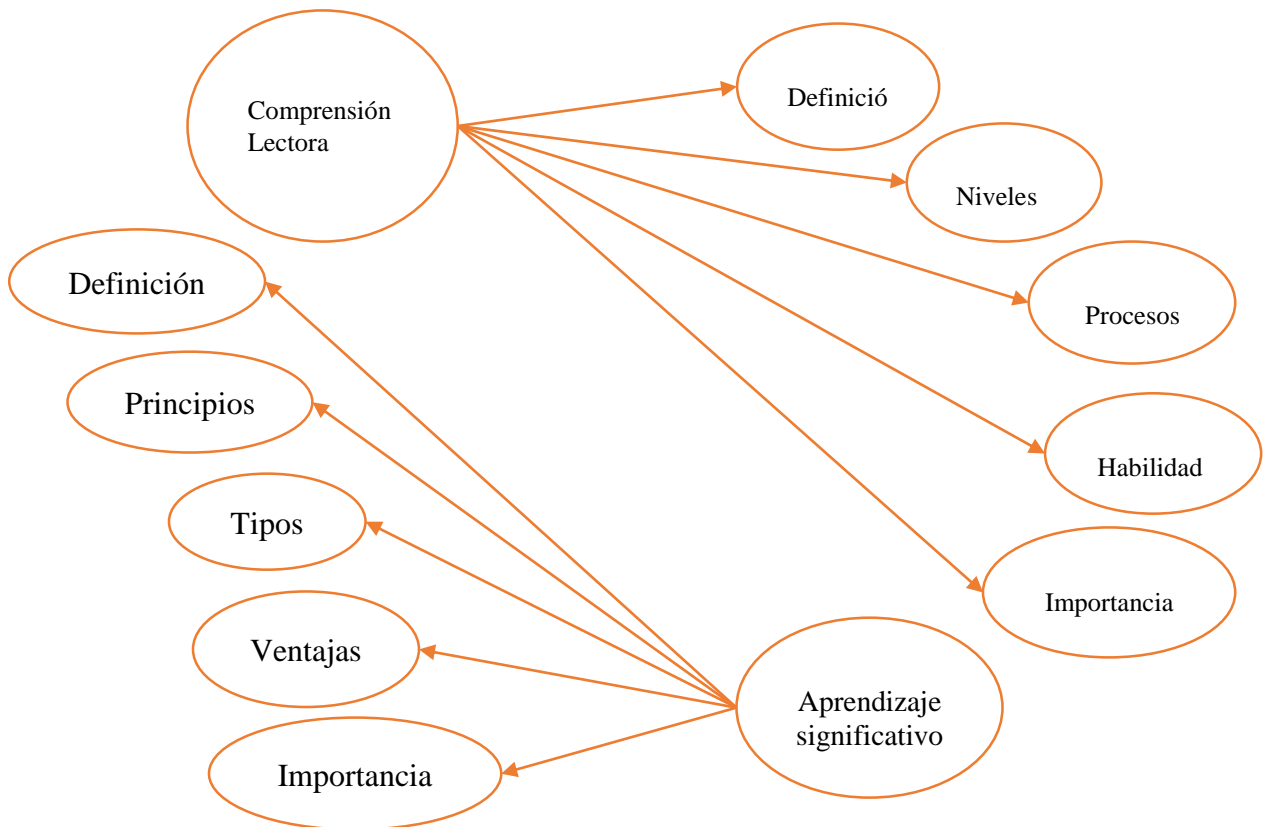 Comprensión
Lectora
Definició
Niveles
Procesos
Habilidad
Importancia
Definición
Principios
Tipos
Ventajas
Importancia
Aprendizaje
significativo